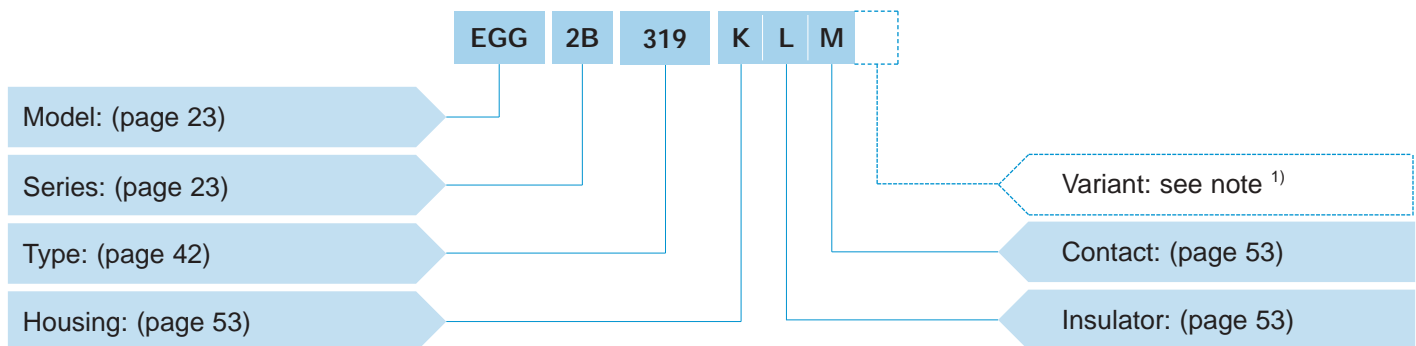 EGG 2B 319 K L M
Model: (page 23)
Series: (page 23)
Variant: see note 1)
Type: (page 42)
Contact: (page 53)
Housing: (page 53)
Insulator: (page 53)